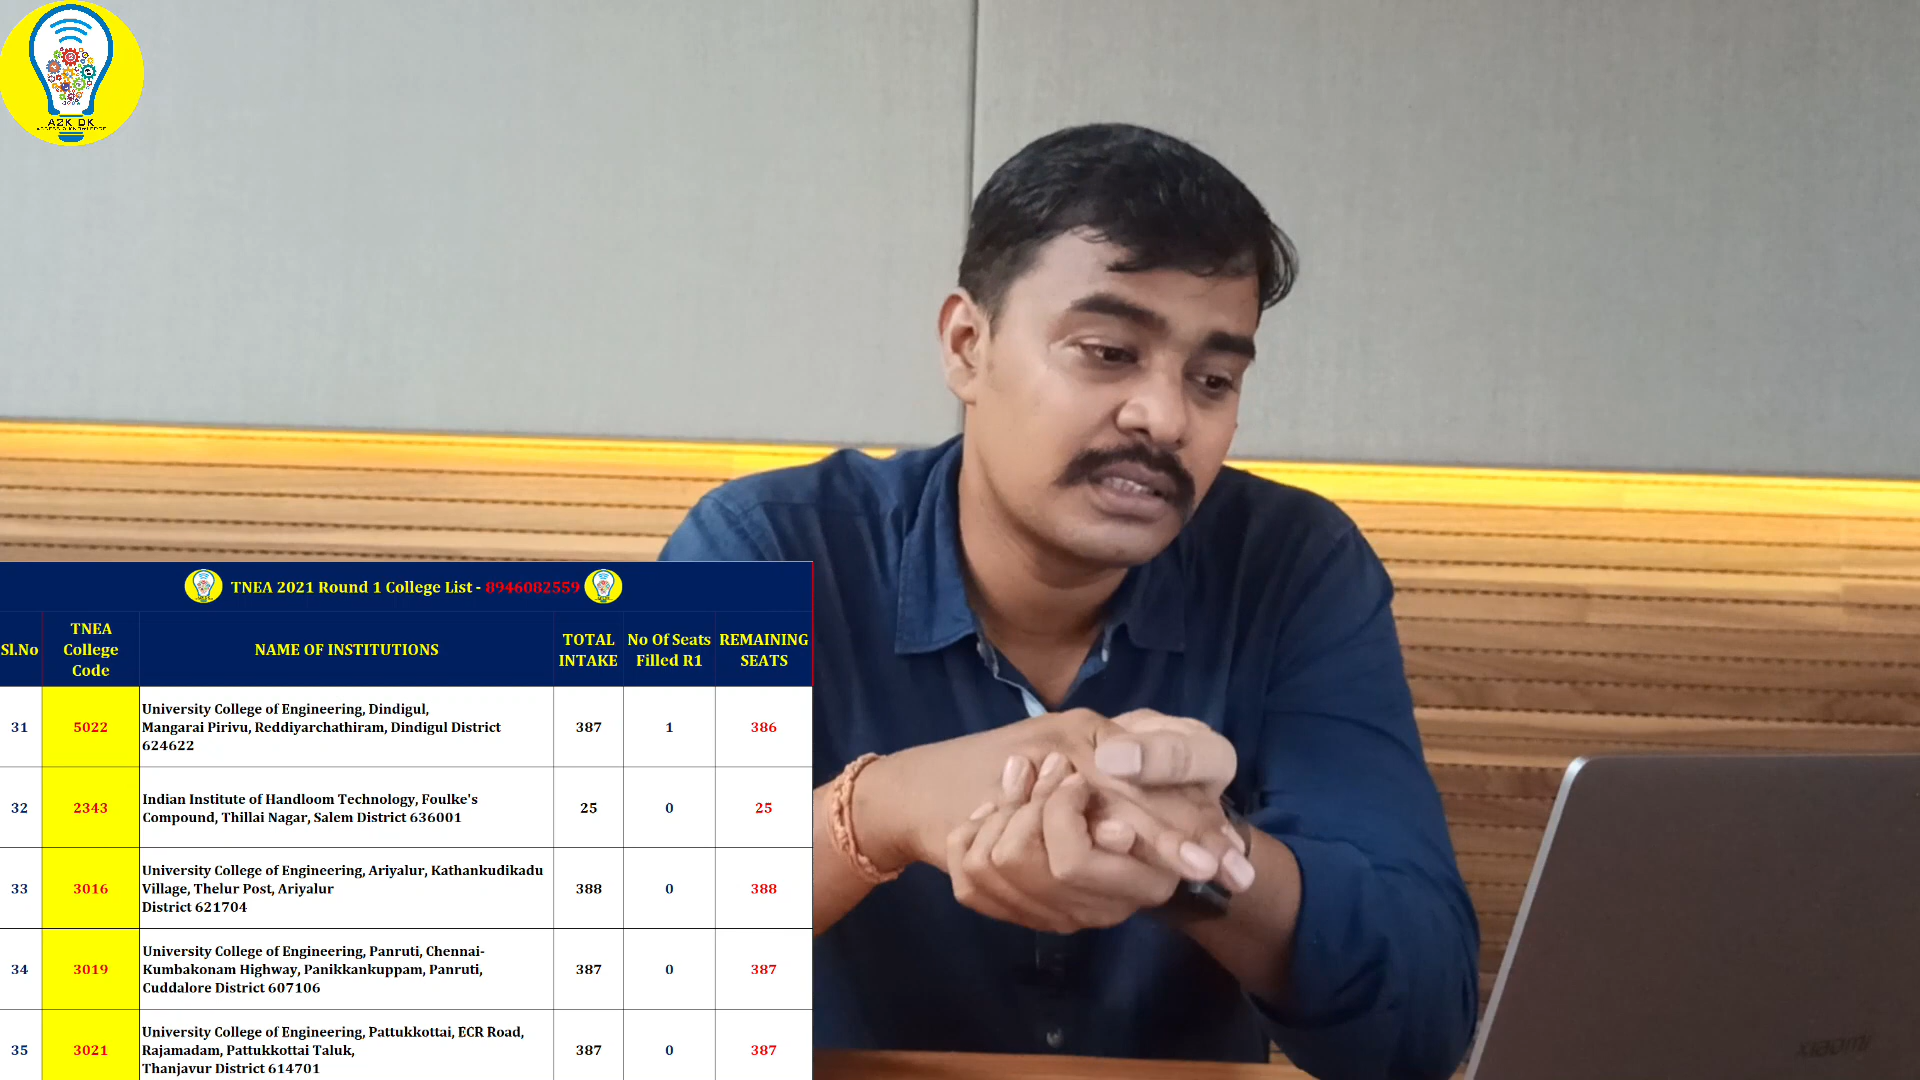 A2K DK
TNEA 2021 Round 1 College List - 8946082559
Sl.No
TNEA
College
Code
NAME OF INSTITUTIONS
TOTAL
INTAKE
No Of Seats
Filled R1
REMAINING
SEATS
31
5022
University College of Engineering, Dindigul,
Mangarai Pirivu, Reddiyarchathiram, Dindigul District
624622
387
1
386
32
2343
Indian Institute of Handloom Technology, Foulke's
Compound, Thillai Nagar, Salem District 636001
25
0
25
33
3016
University College of Engineering, Ariyalur, Kathankudikadu
Village, Thelur Post, Ariyalur
District 621704
388
0
388
34
3019
University College of Engineering, Panruti, Chennai-
Kumbakonam Highway, Panikkankuppam, Panruti,
Cuddalore District 607106
387
0
387
35
3021
University College of Engineering, Pattukkottai, ECR Road,
Rajamadam, Pattukkottai Taluk,
Thanjavur District 614701
387
0
387
xiaomi